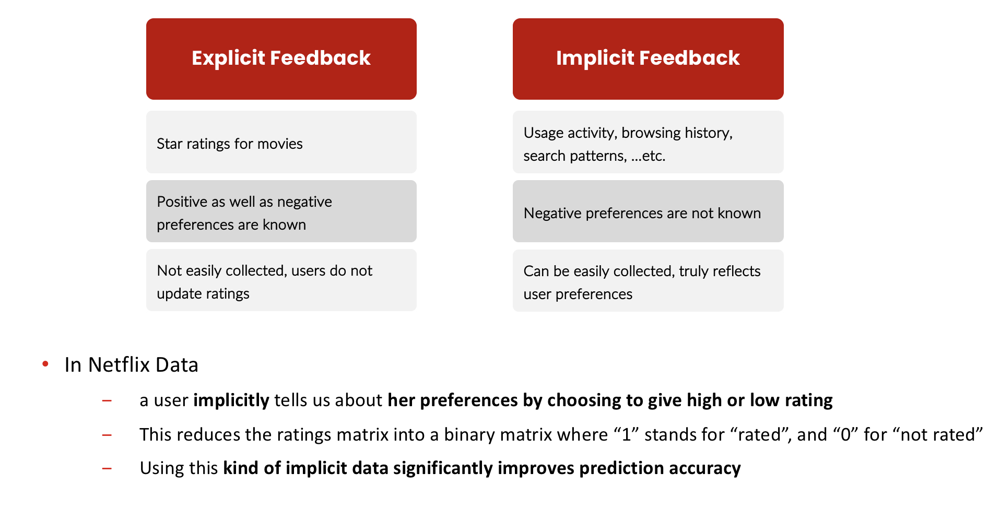 Explicit Feedback
Implicit Feedback
Star ratings for movies
Usage activity, browsing history,
search patterns, ...etc.
Positive as well as negative
preferences are known
Negative preferences are not known
Not easily collected, users do not
update ratings
Can be easily collected, truly reflects
user preferences
• In Netflix Data
– a user implicitly tells us about her preferences by choosing to give high or low rating
– This reduces the ratings matrix into a binary matrix where “1” stands for “rated”, and “0” for “not rated”
– Using this kind of implicit data significantly improves prediction accuracy